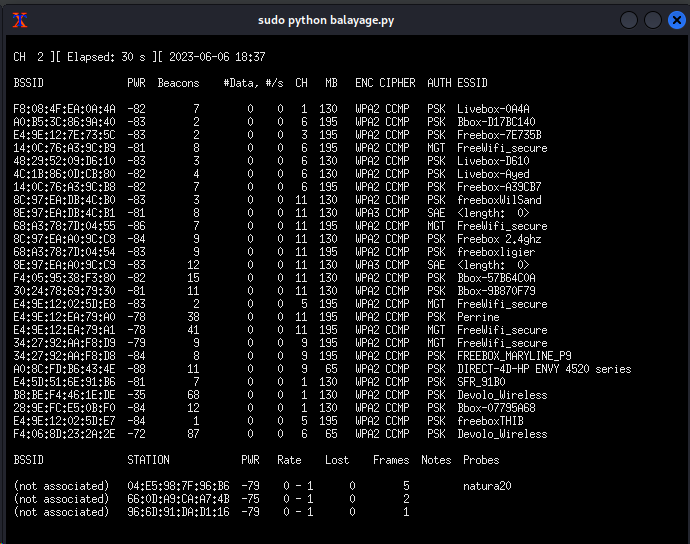 sudo python balayage.py
CH 2 ][ Elapsed: 30 s ][ 2023-06-06 18:37
BSSID PWR Beacons #Data, #/s CH MB ENC CIPHER AUTH ESSID
F8:08:4F:EA:0A:4A -82 7 0 0 1 130 WPA2 CCMP PSK Livebox-0A4A
A0:B5:3C:86:9A:40 -83 2 0 0 6 195 WPA2 CCMP PSK Bbox-D17BC140
E4:9E:12:7E:73:5C -83 2 0 0 3 195 WPA2 CCMP PSK Freebox-7E735B
14:0C:76:A3:9C:B9 -81 8 0 0 6 195 WPA2 CCMP MGT FreeWifi_secure
48:29:52:09:D6:10 -83 3 0 0 6 130 WPA2 CCMP PSK Livebox-D610
4C:1B:86:0D:CB:80 -82 4 0 0 6 130 WPA2 CCMP PSK Livebox-Ayed
14:0C:76:A3:9C:B8 -82 7 0 0 6 195 WPA2 CCMP PSK Freebox-A39CB7
8C:97:EA:DB:4C:B0 -83 3 0 0 11 130 WPA2 CCMP PSK freeboxWilSand
8E:97:EA:DB:4C:B1 -81 8 0 0 11 130 WPA3 CCMP SAE <length: 0>
68:A3:78:7D:04:55 -86 7 0 0 9 195 WPA2 CCMP MGT FreeWifi_secure
8C:97:EA:A0:9C:C8 -84 9 0 0 11 130 WPA2 CCMP PSK Freebox 2.4ghz
68:A3:78:7D:04:54 -83 9 0 0 9 195 WPA2 CCMP PSK freeboxligier
8E:97:EA:A0:9C:C9 -83 12 0 0 11 130 WPA3 CCMP SAE <length: 0>
F4:05:95:38:F3:80 -82 15 0 0 11 130 WPA2 CCMP PSK Bbox-57B64C0A
30:24:78:69:79:30 -81 11 0 0 11 130 WPA2 CCMP PSK Bbox-9B870F79
E4:9E:12:02:5D:E8 -83 2 0 0 5 195 WPA2 CCMP MGT FreeWifi_secure
E4:9E:12:EA:79:A0 -78 38 0 0 11 195 WPA2 CCMP PSK Perrine
E4:9E:12:EA:79:A1 -78 41 0 0 11 195 WPA2 CCMP MGT FreeWifi_secure
34:27:92:AA:F8:D9 -79 9 0 0 9 195 WPA2 CCMP MGT FreeWifi_secure
34:27:92:AA:F8:D8 -84 8 0 0 9 195 WPA2 CCMP PSK FREEBOX_MARYLINE_P9
A0:8C:FD:B6:43:4E -88 11 0 0 9 65 WPA2 CCMP PSK DIRECT-4D-HP ENVY 4520 series
E4:5D:51:6E:91:B6 -81 7 0 0 1 130 WPA2 CCMP PSK SFR_91B0
B8:BE:F4:46:1E:DE -35 68 0 0 1 130 WPA2 CCMP PSK Devolo_Wireless
28:9E:FC:E5:0B:F0 -84 12 0 0 1 130 WPA2 CCMP PSK Bbox-07795A68
E4:9E:12:02:5D:E7 -84 1 0 0 5 195 WPA2 CCMP PSK freeboxTHIB
F4:06:8D:23:2A:2E -72 87 0 0 6 65 WPA2 CCMP PSK Devolo_Wireless
BSSID STATION PWR Rate Lost Frames Notes Probes
(not associated) 04:E5:98:7F:96:B6 -79 0 - 1 0 5 natura20
(not associated) 66:0D:A9:CA:A7:4B -75 0 - 1 0 2
(not associated) 96:6D:91:DA:D1:16 -79 0 - 1 0 1